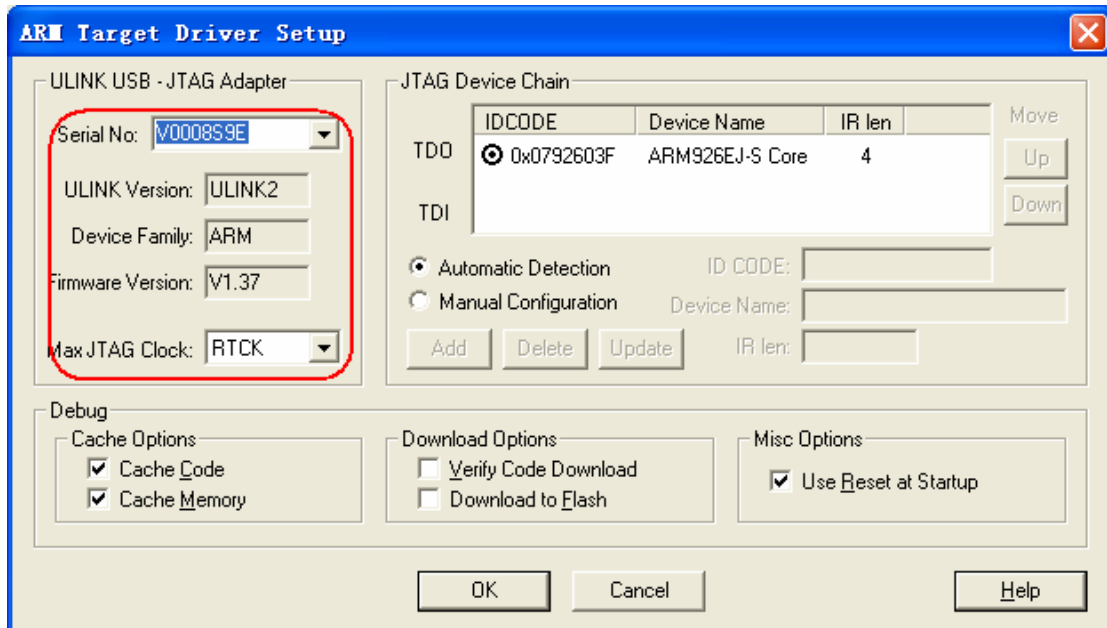 ARM Target Driver Setup
ULINK USB - JTAG Adapter
Serial No: V0008S9E
ULINK Version: ULINK2
Device Family: ARM
Firmware Version: V1.37
Max JTAG Clock: RTCK
JTAG Device Chain
IDCODE Device Name IR len
TDO 0x0792603F ARM926EJ-S Core 4
TDI
Move
Up
Down
Automatic Detection ID CODE:
Manual Configuration Device Name:
Add Delete Update IR len:
Debug
Cache Options
Cache Code
Cache Memory
Download Options
Verify Code Download
Download to Flash
Misc Options
Use Reset at Startup
OK Cancel Help